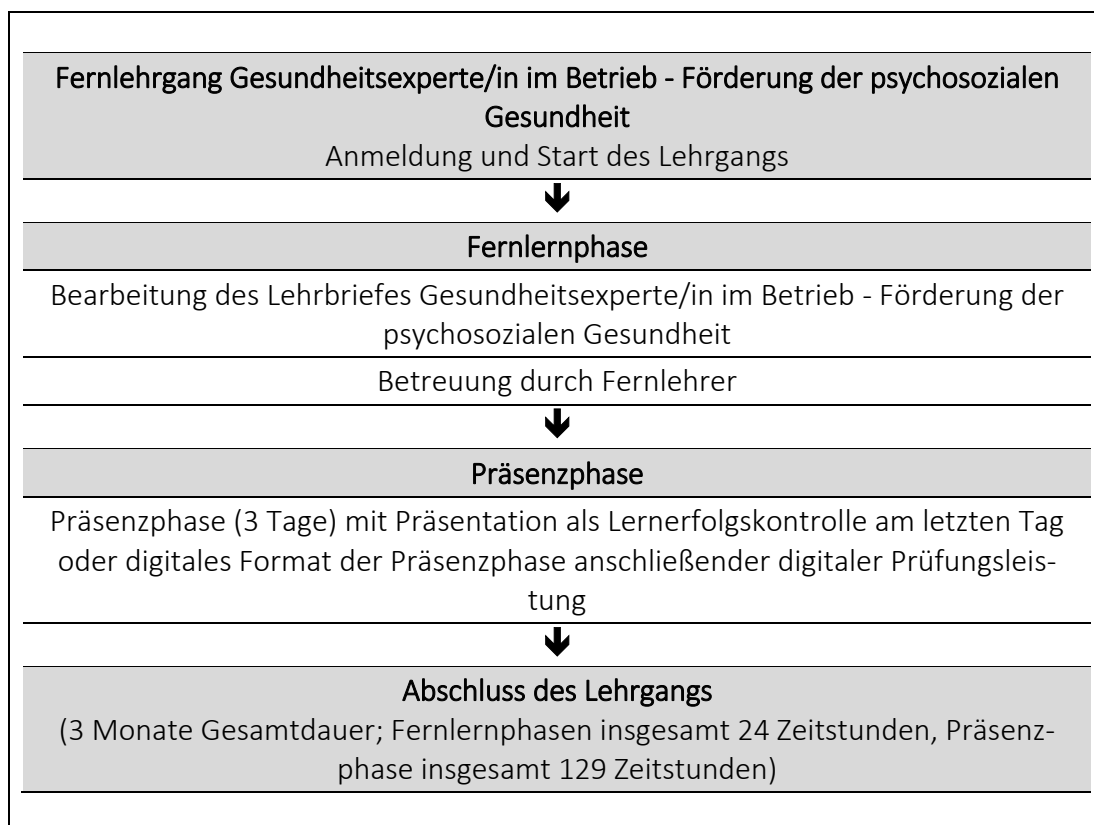 Fernlehrgang Gesundheitsexperte/in im Betrieb - Förderung der psychosozialen
Gesundheit
Anmeldung und Start des Lehrgangs
Fernlernphase
Bearbeitung des Lehrbriefes Gesundheitsexperte/in im Betrieb - Förderung der
psychosozialen Gesundheit
Betreuung durch Fernlehrer
Präsenzphase
Präsenzphase (3 Tage) mit Präsentation als Lernerfolgskontrolle am letzten Tag
oder digitales Format der Präsenzphase anschließender digitaler Prüfungsleis-
tung
Abschluss des Lehrgangs
(3 Monate Gesamtdauer; Fernlernphasen insgesamt 24 Zeitstunden, Präsenz-
phase insgesamt 129 Zeitstunden)